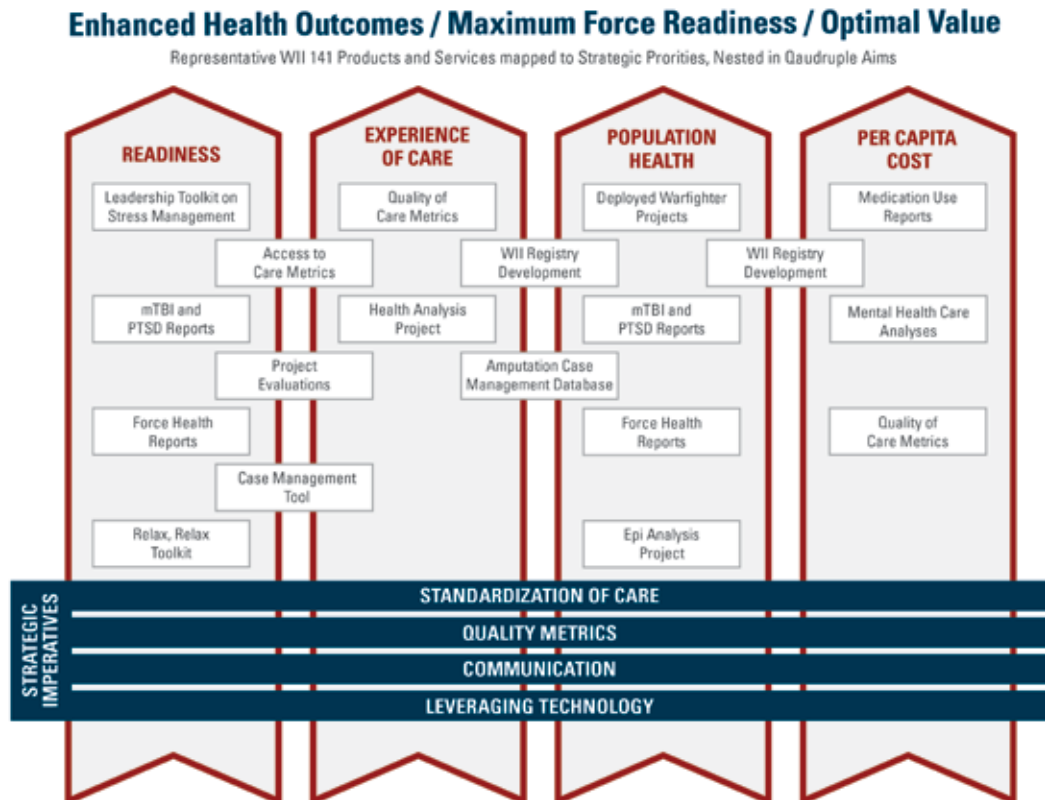 Enhanced Health Outcomes / Maximum Force Readiness / Optimal Value
Representative WII 141 Products and Services mapped to Strategic Prorities, Nested in Qaudruple Aims
READINESS
EXPERIENCE
OF CARE
POPULATION
HEALTH
PER CAPITA
COST
Leadership Toolkit on
Stress Management
Quality of
Care Metrics
Deployed Warfighter
Projects
Medication Use
Reports
Access to
Care Metrics
WII Registry
Development
WII Registry
Development
mTBI and
PTSD Reports
Health Analysis
Project
mTBI and
PTSD Reports
Mental Health Care
Analyses
Project
Evaluations
Amputation Case
Management Database
Force Health
Reports
Force Health
Reports
Quality of
Care Metrics
Case Management
Tool
Relax, Relax
Toolkit
Epi Analysis
Project
STRATEGIC
IMPERATIVES
STANDARDIZATION OF CARE
QUALITY METRICS
COMMUNICATION
LEVERAGING TECHNOLOGY